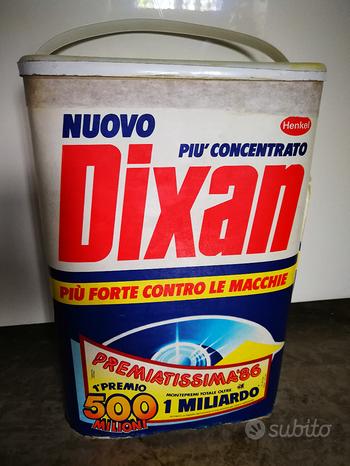 NUOVO
Henkel
PIU' CONCENTRATO
Dixan
PIÙ FORTE CONTRO LE MACCHIE
PREMIATISSIMA'86
1° PREMIO
500
MILIONI
MONTEPREMI TOTALE OLTRE
1 MILIARDO
subito